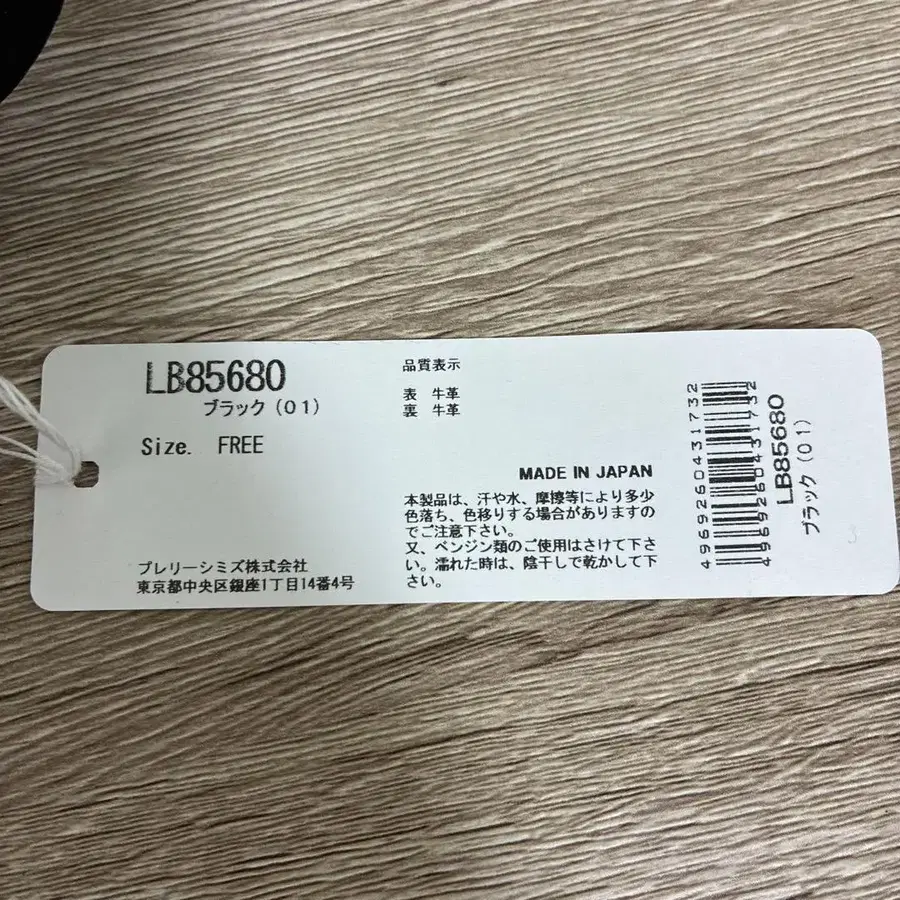 LB85680
ブラック(01)
Size. FREE
プレリーシミズ株式会社
東京都中央区銀座1丁目14番4号
品質表示
表 牛革
裏 牛革
MADE IN JAPAN
本製品は、汗や水、摩擦等により多少
色落ち、色移りする場合がありますの
でご注意下さい。
又、ベンジン類のご使用はさけて下さ
い。濡れた時は、陰干しで乾かして下
さい。
4969260431732
4969260431732
LB85680
ブラック(01)